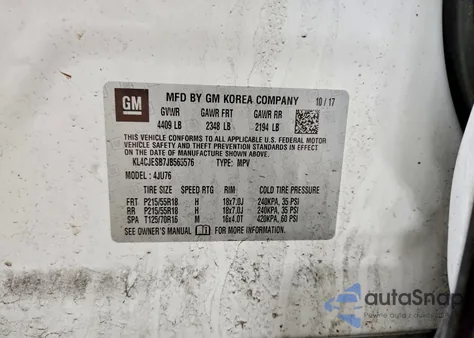 GM
MFD BY GM KOREA COMPANY 10/17
GVWR GAWR FRT GAWR RR
4409 LB 2348 LB 2194 LB
THIS VEHICLE CONFORMS TO ALL APPLICABLE U.S. FEDERAL MOTOR
VEHICLE SAFETY AND THEFT PREVENTION STANDARDS IN EFFECT ON
THE DATE OF MANUFACTURE SHOWN ABOVE.
KL4CJESB7JB563576 TYPE: MPV
MODEL : 4JU76
TIRE SIZE SPEED RTG RIM COLD TIRE PRESSURE
FRT P215/55R18 H 18x7.0J 240KPA, 35 PSI
RR P215/55R18 H 18x7.0J 240KPA, 35 PSI
SPA T125/70R16 M 16x4.0T 420KPA, 60 PSI
SEE OWNER'S MANUAL FOR MORE INFORMATION
autoSnap
Pewne auto z dobrej